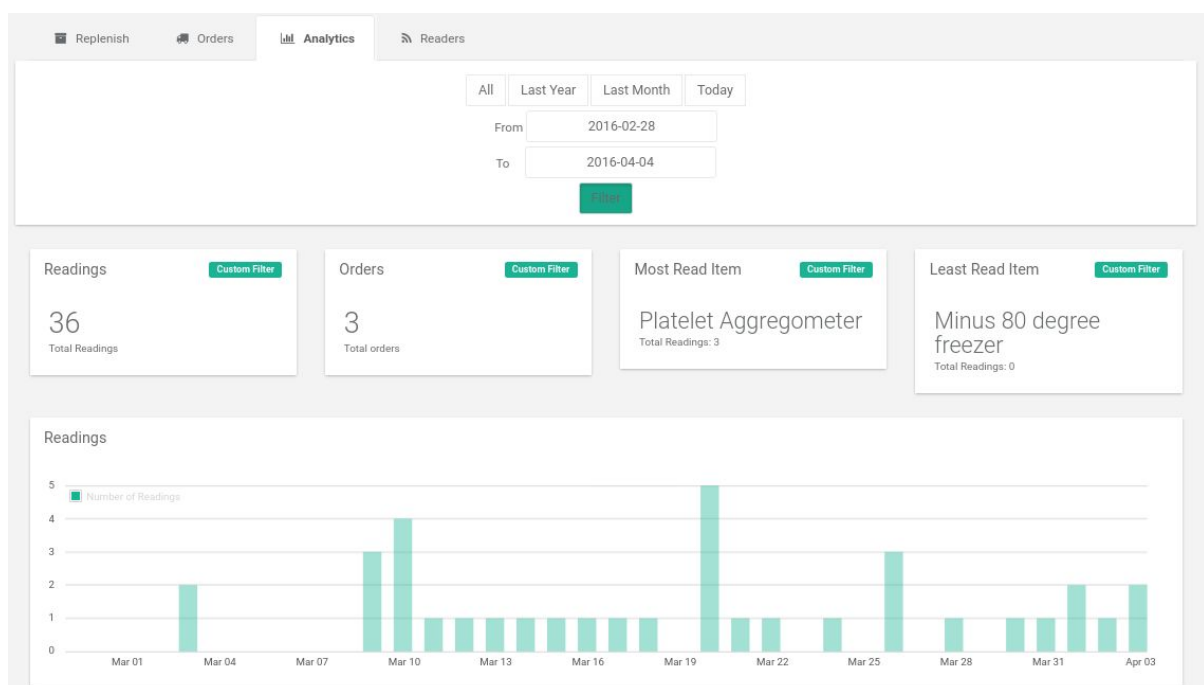 Replenish Orders Analytics Readers
All Last Year Last Month Today
From 2016-02-28
To 2016-04-04
Filter
Readings Custom Filter
36
Total Readings
Orders Custom Filter
3
Total orders
Most Read Item Custom Filter
Platelet Aggregometer
Total Readings: 3
Least Read Item Custom Filter
Minus 80 degree
freezer
Total Readings: 0
Readings
Number of Readings
5
4
3
2
1
0
Mar 01 Mar 04 Mar 07 Mar 10 Mar 13 Mar 16 Mar 19 Mar 22 Mar 25 Mar 28 Mar 31 Apr 03